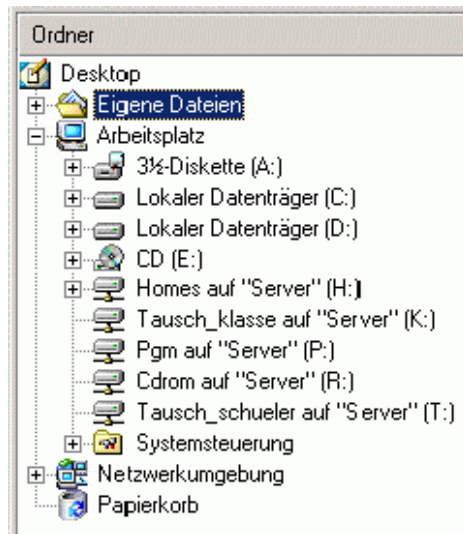 Ordner
Desktop
Eigene Dateien
Arbeitsplatz
3½-Diskette (A:)
Lokaler Datenträger (C:)
Lokaler Datenträger (D:)
CD (E:)
Homes auf "Server" (H:)
Tausch_klasse auf "Server" (K:)
Pgm auf "Server" (P:)
Cdrom auf "Server" (R:)
Tausch_schueler auf "Server" (T:)
Systemsteuerung
Netzwerkumgebung
Papierkorb